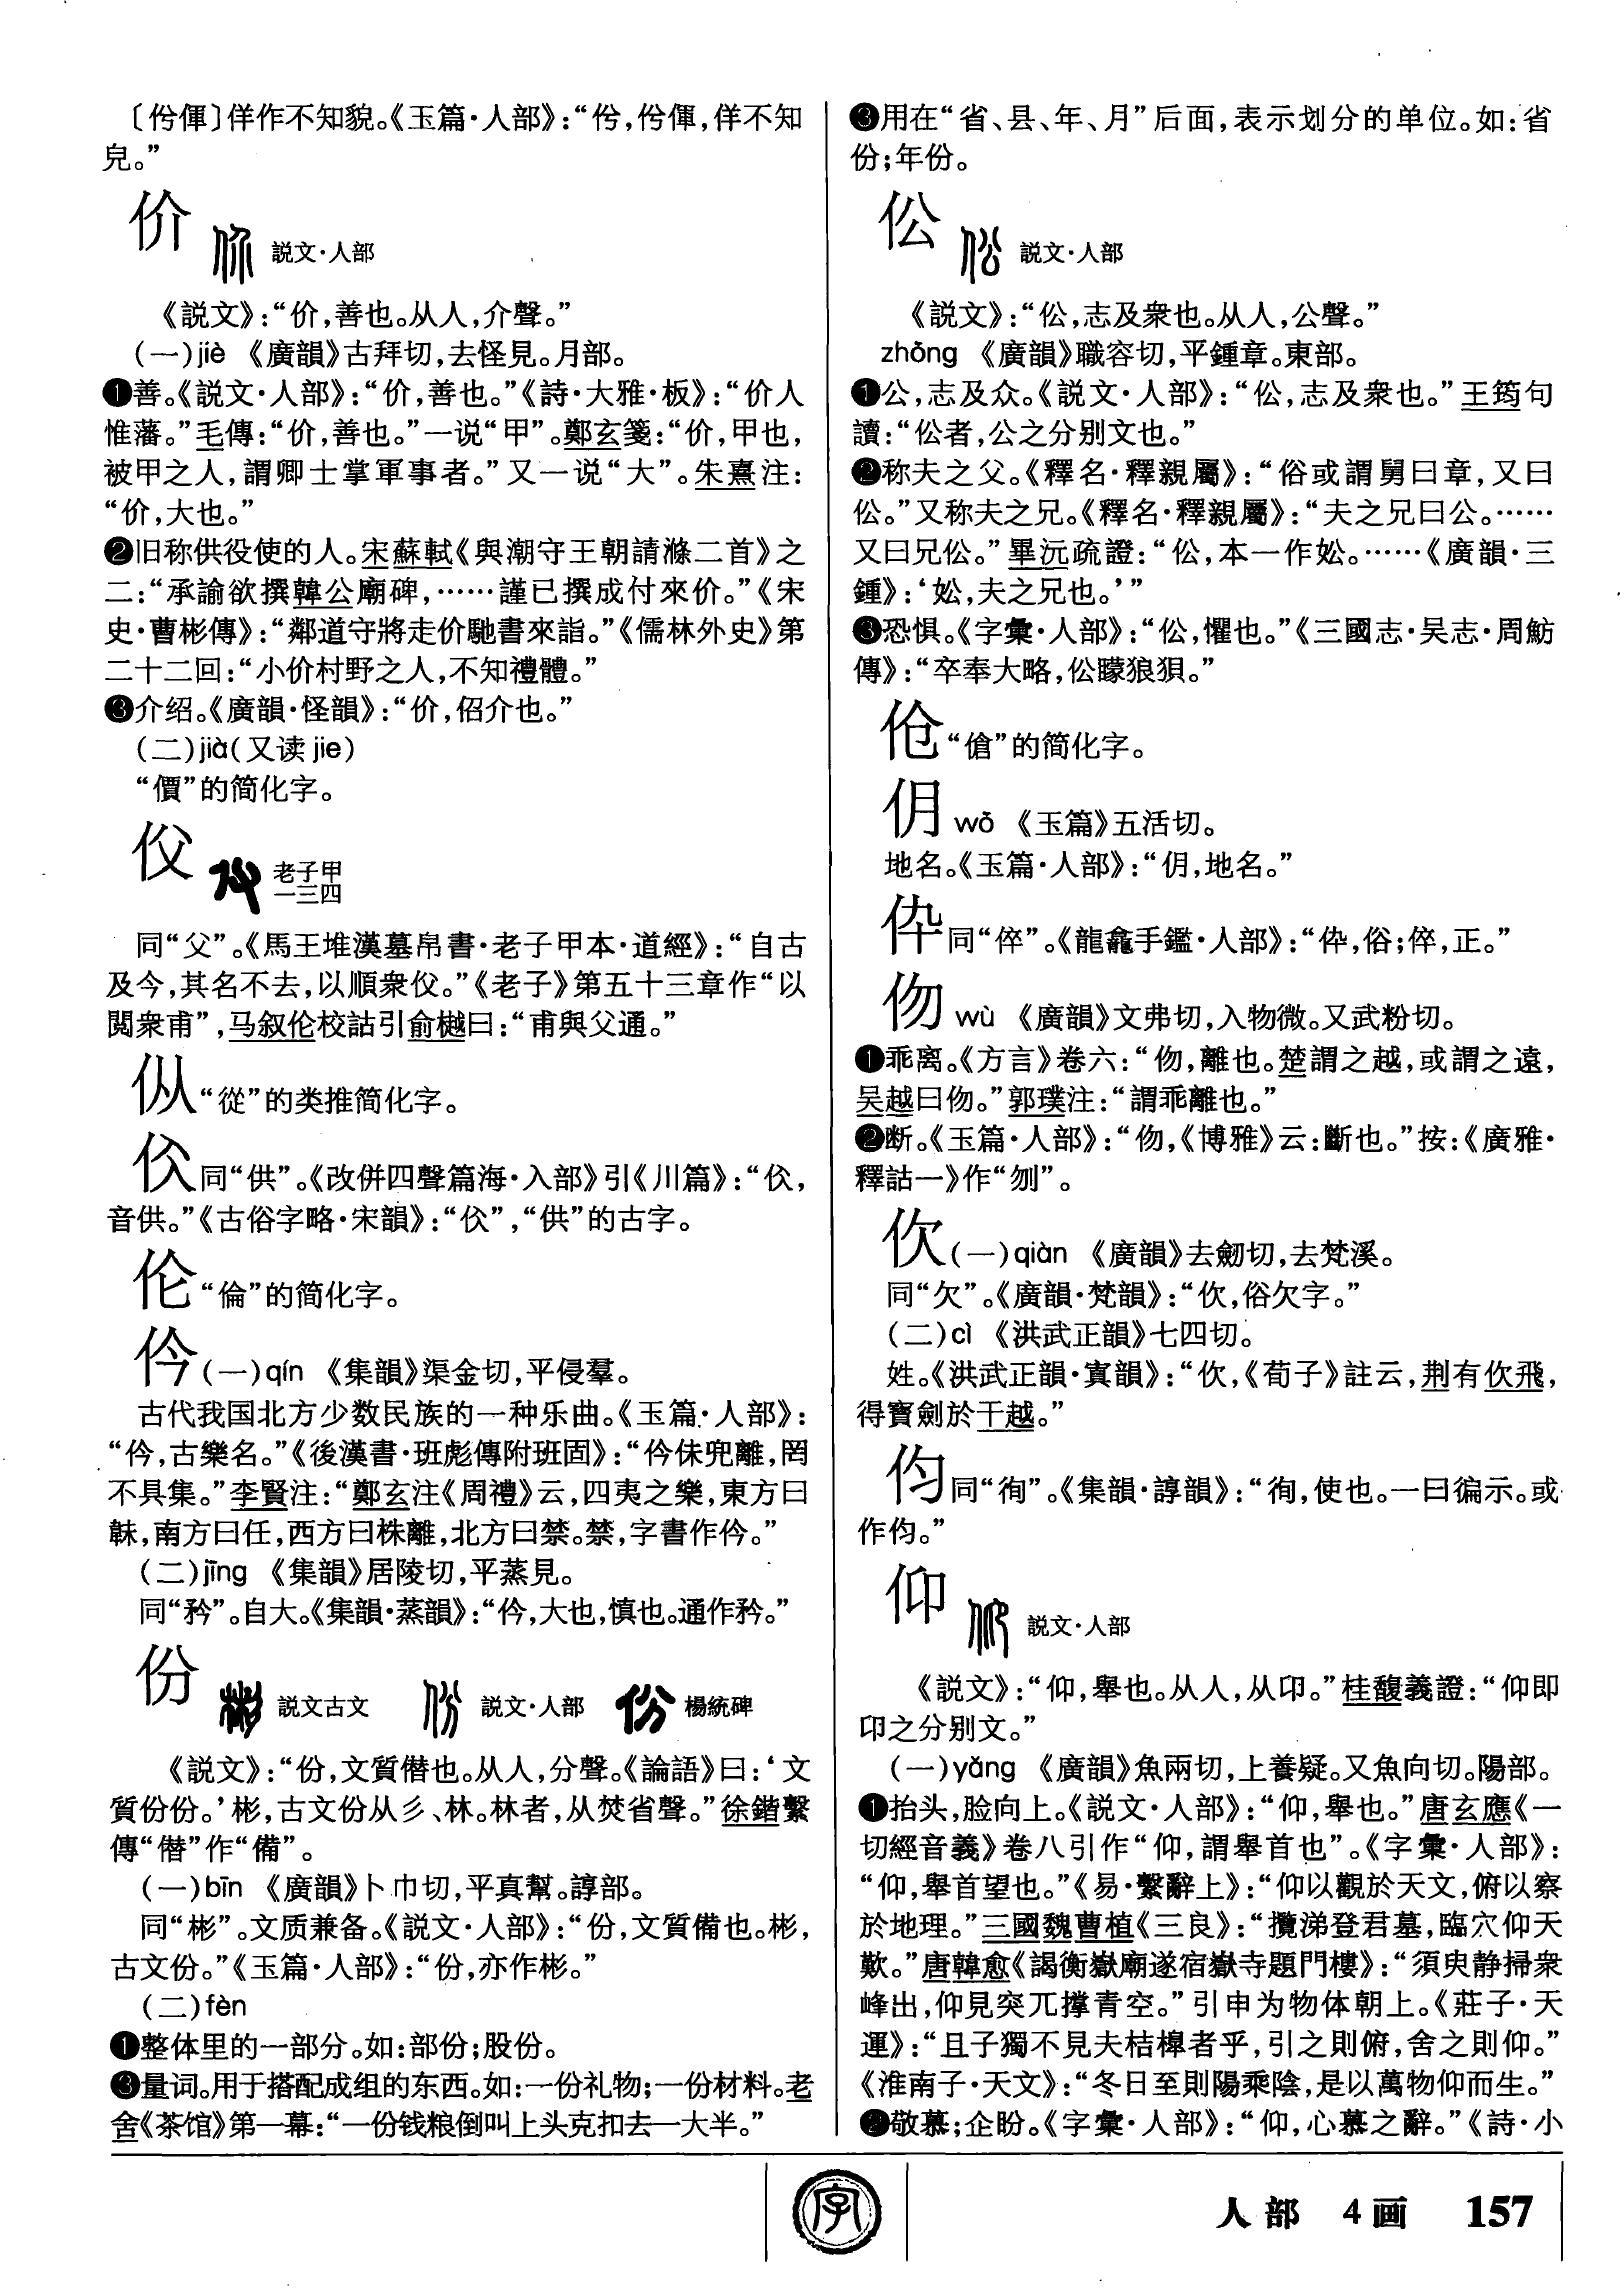 〔伶俥〕佯作不知貌。《玉篇·人部》:“伶,伶俥,佯不知
皃。”
价
説文·人部
《説文》:“价,善也。从人,介聲。”
(一)jiè 《廣韻》古拜切,去怪見。月部。
❶善。《説文·人部》:“价,善也。”《詩·大雅·板》:“价人
惟藩。”毛傳:“价,善也。”一说“甲”。鄭玄箋:“价,甲也,
被甲之人,謂卿士掌軍事者。”又一说“大”。朱熹注:
“价,大也。”
❷旧称供役使的人。宋蘇軾《與潮守王朝請滌二首》之
二:“承諭欲撰韓公廟碑,……謹已撰成付來价。”《宋
史·曹彬傳》:“鄰道守將走价馳書來詣。”《儒林外史》第
二十二回:“小价村野之人,不知禮體。”
❸介绍。《廣韻·怪韻》:“价,佋介也。”
(二)jià(又读jie)
“價”的简化字。
㐸
老子甲
一三四
同“父”。《馬王堆漢墓帛書·老子甲本·道經》:“自古
及今,其名不去,以順衆㐸。”《老子》第五十三章作“以
閲衆甫”,马叙伦校詁引俞樾曰:“甫與父通。”
㑇“從”的类推简化字。
㐹同“供”。《改併四聲篇海·入部》引《川篇》:“㐹,
音供。”《古俗字略·宋韻》:“㐹”,“供”的古字。
伦“倫”的简化字。
仱(一)qín 《集韻》渠金切,平侵羣。
古代我国北方少数民族的一种乐曲。《玉篇·人部》:
“仱,古樂名。”《後漢書·班彪傳附班固》:“仱侏兜離,罔
不具集。”李賢注:“鄭玄注《周禮》云,四夷之樂,東方曰
韎,南方曰任,西方曰株離,北方曰禁。禁,字書作仱。”
(二)jīng 《集韻》居陵切,平蒸見。
同“矜”。自大。《集韻·蒸韻》:“仱,大也,慎也。通作矜。”
份
説文古文 説文·人部 楊統碑
《説文》:“份,文質僣也。从人,分聲。《論語》曰:‘文
質份份。’彬,古文份从彡、林。林者,从焚省聲。”徐鍇繫
傳“僣”作“備”。
(一)bīn 《廣韻》卜巾切,平真幫。諄部。
同“彬”。文质兼备。《説文·人部》:“份,文質備也。彬,
古文份。”《玉篇·人部》:“份,亦作彬。”
(二)fèn
❶整体里的一部分。如:部份;股份。
❸量词。用于搭配成组的东西。如:一份礼物;一份材料。老
舍《茶馆》第一幕:“一份钱粮倒叫上头克扣去一大半。”
❸用在“省、县、年、月”后面,表示划分的单位。如:省
份;年份。
伀
説文·人部
《説文》:“伀,志及衆也。从人,公聲。”
zhōng 《廣韻》職容切,平鍾章。東部。
❶公,志及众。《説文·人部》:“伀,志及衆也。”王筠句
讀:“伀者,公之分别文也。”
❷称夫之父。《釋名·釋親屬》:“俗或謂舅曰章,又曰
伀。”又称夫之兄。《釋名·釋親屬》:“夫之兄曰公。……
又曰兄伀。”畢沅疏證:“伀,本一作妐。……《廣韻·三
鍾》:‘妐,夫之兄也。’”
❸恐惧。《字彙·人部》:“伀,懼也。”《三國志·吴志·周魴
傳》:“卒奉大略,伀矇狼狽。”
伧“傖”的简化字。
仴 wǒ 《玉篇》五活切。
地名。《玉篇·人部》:“仴,地名。”
伜同“倅”。《龍龕手鑑·人部》:“伜,俗;倅,正。”
伆 wù 《廣韻》文弗切,入物微。又武粉切。
❶乖离。《方言》卷六:“伆,離也。楚謂之越,或謂之遠,
吴越曰伆。”郭璞注:“謂乖離也。”
❷断。《玉篇·人部》:“伆,《博雅》云:斷也。”按:《廣雅·
釋詁一》作“刎”。
㐸(一)qiàn 《廣韻》去劒切,去梵溪。
同“欠”。《廣韻·梵韻》:“㐸,俗欠字。”
(二)cì 《洪武正韻》七四切。
姓。《洪武正韻·寘韻》:“㐸,《荀子》註云,荆有㐸飛,
得寶劍於干越。”
伨同“徇”。《集韻·諄韻》:“徇,使也。一曰徧示。或
作伨。”
仰
説文·人部
《説文》:“仰,舉也。从人,从卬。”桂馥義證:“仰即
卬之分别文。”
(一)yǎng 《廣韻》魚兩切,上養疑。又魚向切。陽部。
❶抬头,脸向上。《説文·人部》:“仰,舉也。”唐玄應《一
切經音義》卷八引作“仰,謂舉首也”。《字彙·人部》:
“仰,舉首望也。”《易·繫辭上》:“仰以觀於天文,俯以察
於地理。”三國魏曹植《三良》:“攬涕登君墓,臨穴仰天
歎。”唐韓愈《謁衡嶽廟遂宿嶽寺題門樓》:“須臾静掃衆
峰出,仰見突兀撑青空。”引申为物体朝上。《莊子·天
運》:“且子獨不見夫桔槔者乎,引之則俯,舍之則仰。”
《淮南子·天文》:“冬日至則陽乘陰,是以萬物仰而生。”
❷敬慕;企盼。《字彙·人部》:“仰,心慕之辭。”《詩·小
字
人部 4画 157